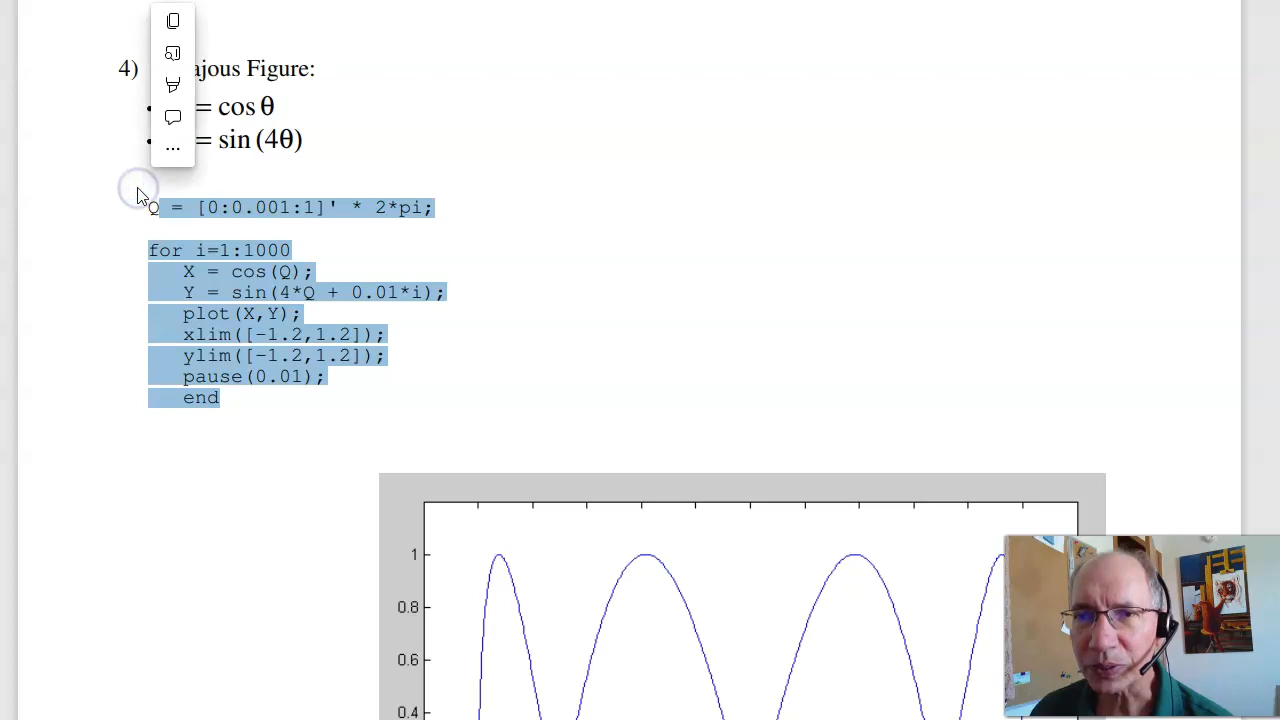 4) ajous Figure:
= cos θ
= sin (4θ)
Q = [0:0.001:1]' * 2*pi;
for i=1:1000
X = cos(Q);
Y = sin(4*Q + 0.01*i);
plot(X,Y);
xlim([-1.2,1.2]);
ylim([-1.2,1.2]);
pause(0.01);
end
1
0.8
0.6
0.4